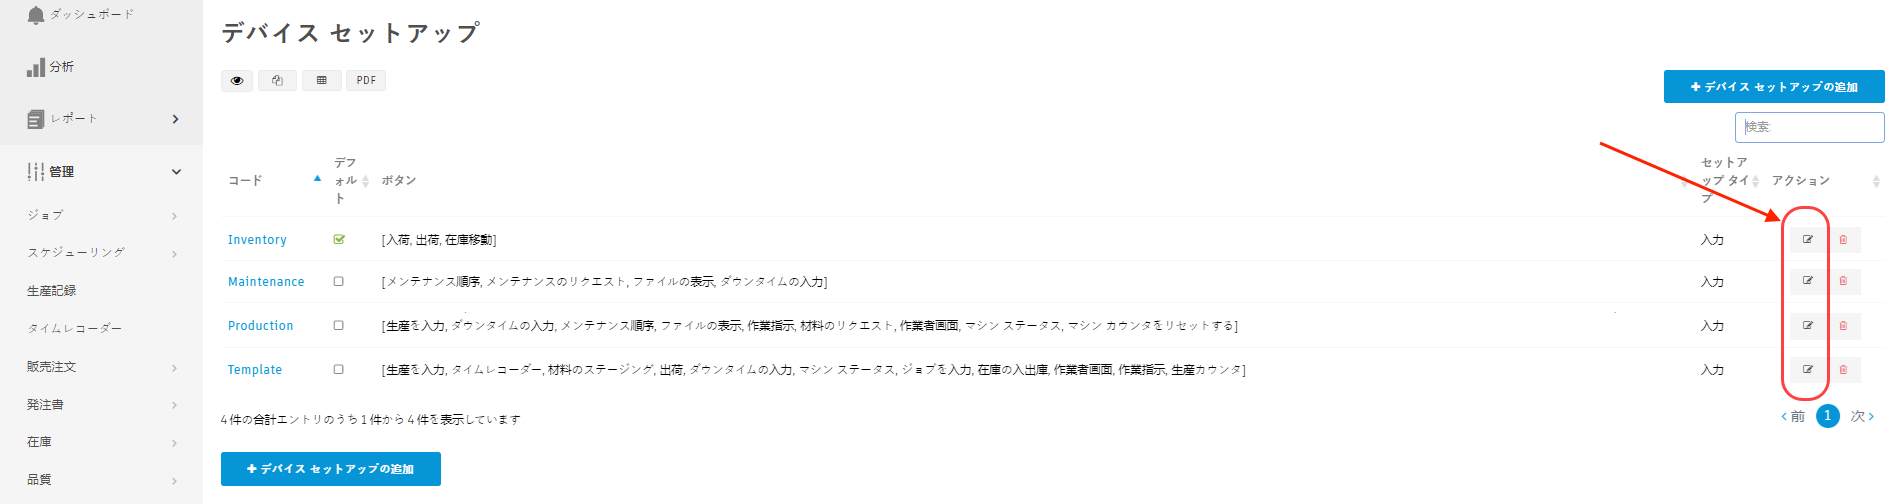 ダッシュボード
分析
レポート
管理
ジョブ
スケジューリング
生産記録
タイムレコーダー
販売注文
発注書
在庫
品質
デバイス セットアップ
PDF
デバイス セットアップの追加
検索:
コード
デフ
ォル
ト
ボタン
セットア
ップ タイ
プ
アクション
Inventory [入荷, 出荷, 在庫移動] 入力
Maintenance [メンテナンス順序, メンテナンスのリクエスト, ファイルの表示, ダウンタイムの入力] 入力
Production [生産を入力, ダウンタイムの入力, メンテナンス順序, ファイルの表示, 作業指示, 材料のリクエスト, 作業者画面, マシン ステータス, マシン カウンタをリセットする] 入力
Template [生産を入力, タイムレコーダー, 材料のステージング, 出荷, ダウンタイムの入力, マシン ステータス, ジョブを入力, 在庫の入出庫, 作業者画面, 作業指示, 生産カウンタ] 入力
4 件の合計エントリのうち 1 件から 4 件を表示しています
前 1 次
デバイス セットアップの追加